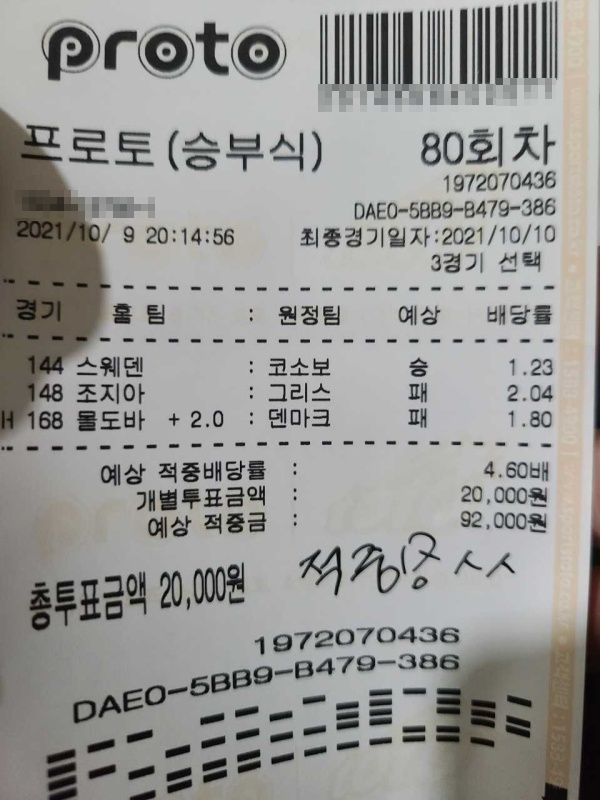 proto
프로토(승부식) 80회차
1972070436
DAE0-5BB9-B479-386
2021/10/ 9 20:14:56 최종경기일자:2021/10/10
3경기 선택
경기 홈 팀 : 원정팀 예상 배당률
144 스웨덴 : 코소보 승 1.23
148 조지아 : 그리스 패 2.04
H 168 몰도바 + 2.0 : 덴마크 패 1.80
예상 적중배당률 : 4.60배
개별투표금액 : 20,000원
예상 적중금 : 92,000원
총투표금액 20,000원
1972070436
DAE0-5BB9-B479-386